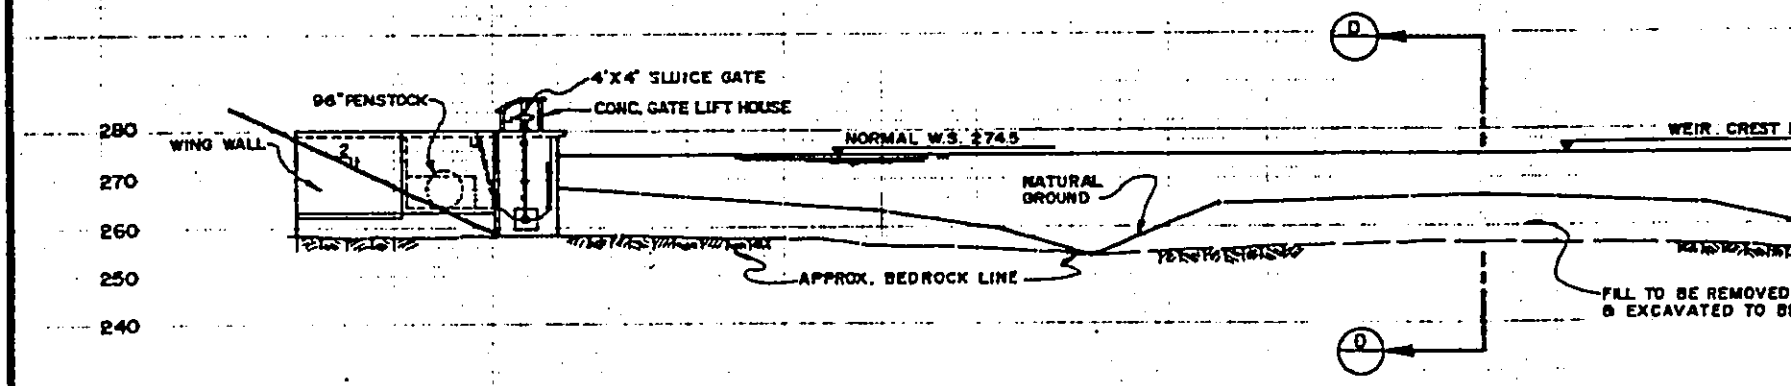 D
4'X4' SLUICE GATE
96" PENSTOCK
CONC. GATE LIFT HOUSE
280
WING WALL
2
1
NORMAL W.S. 274.5
WEIR CREST
270
NATURAL
GROUND
260
250
APPROX. BEDROCK LINE
FILL TO BE REMOVED
& EXCAVATED TO
240
D